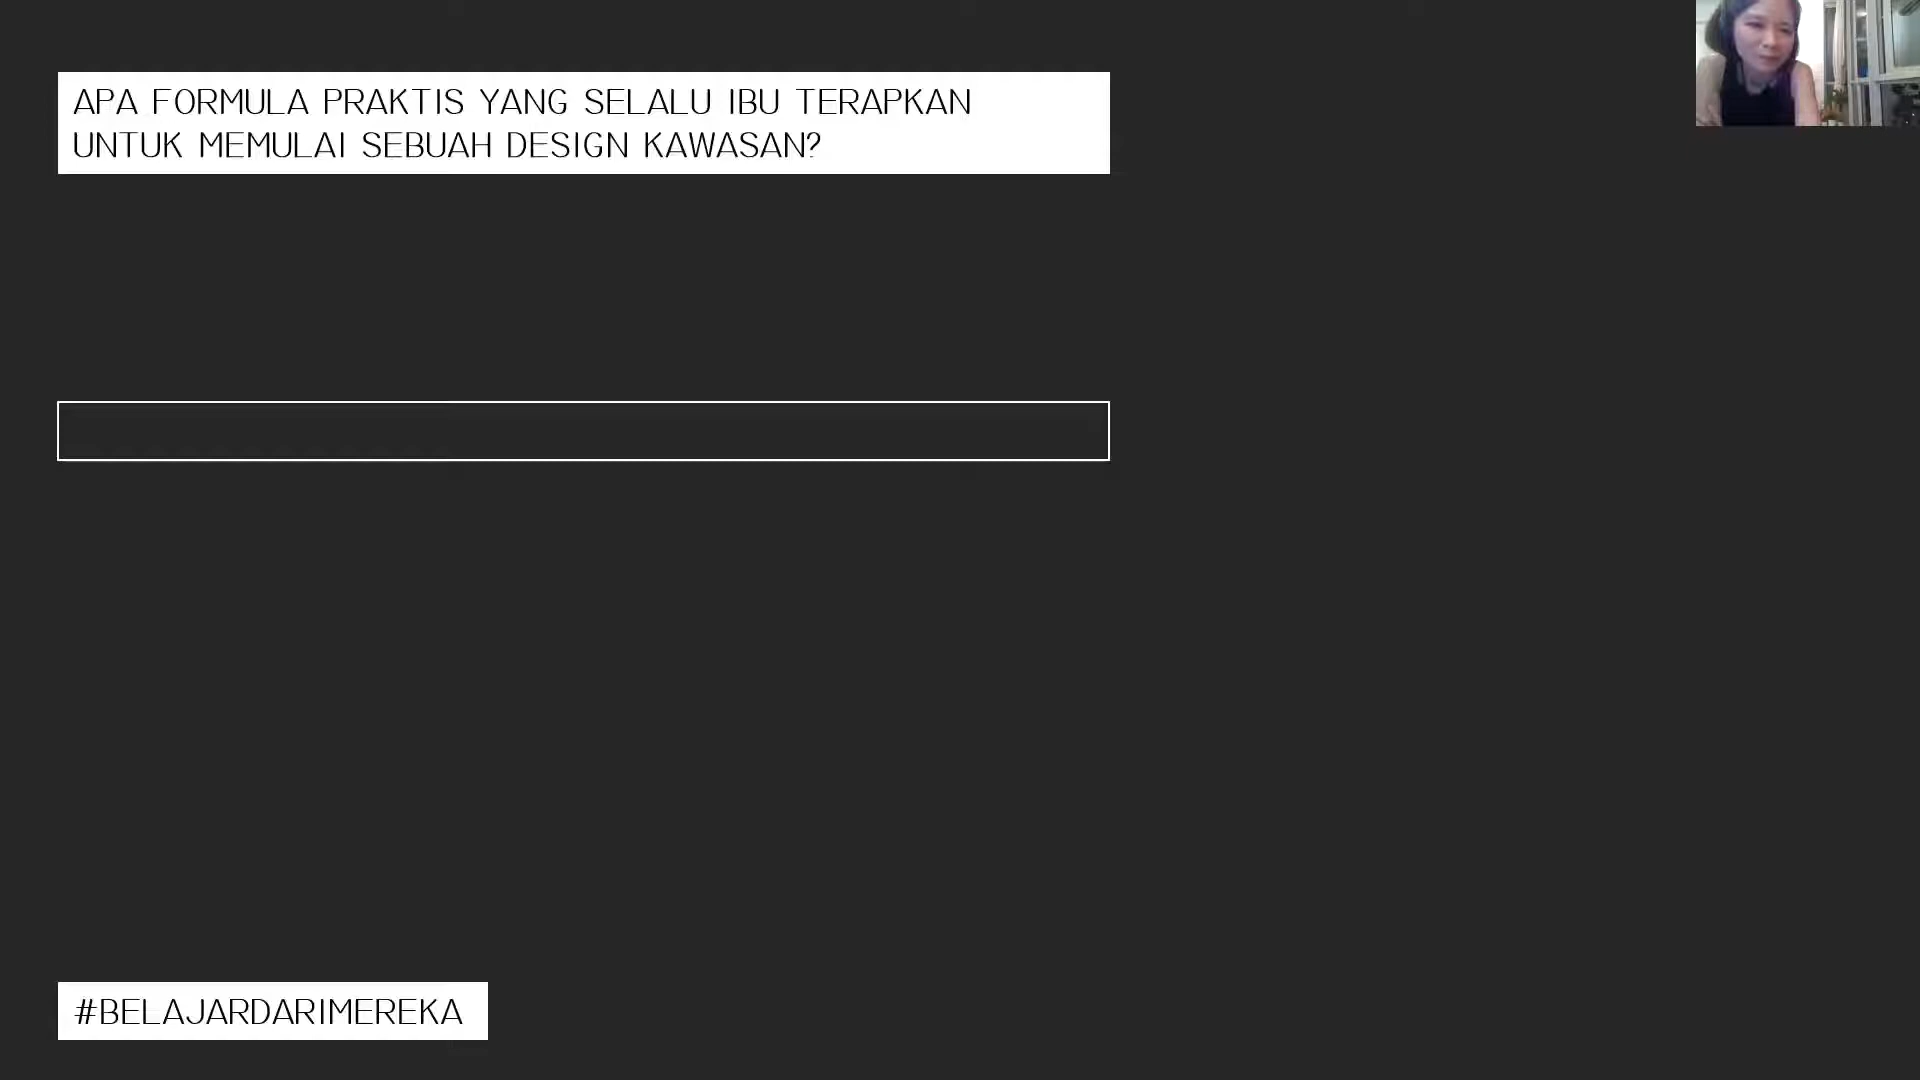 APA FORMULA PRAKTIS YANG SELALU IBU TERAPKAN
UNTUK MEMULAI SEBUAH DESIGN KAWASAN?
#BELAJARDARIMEREKA